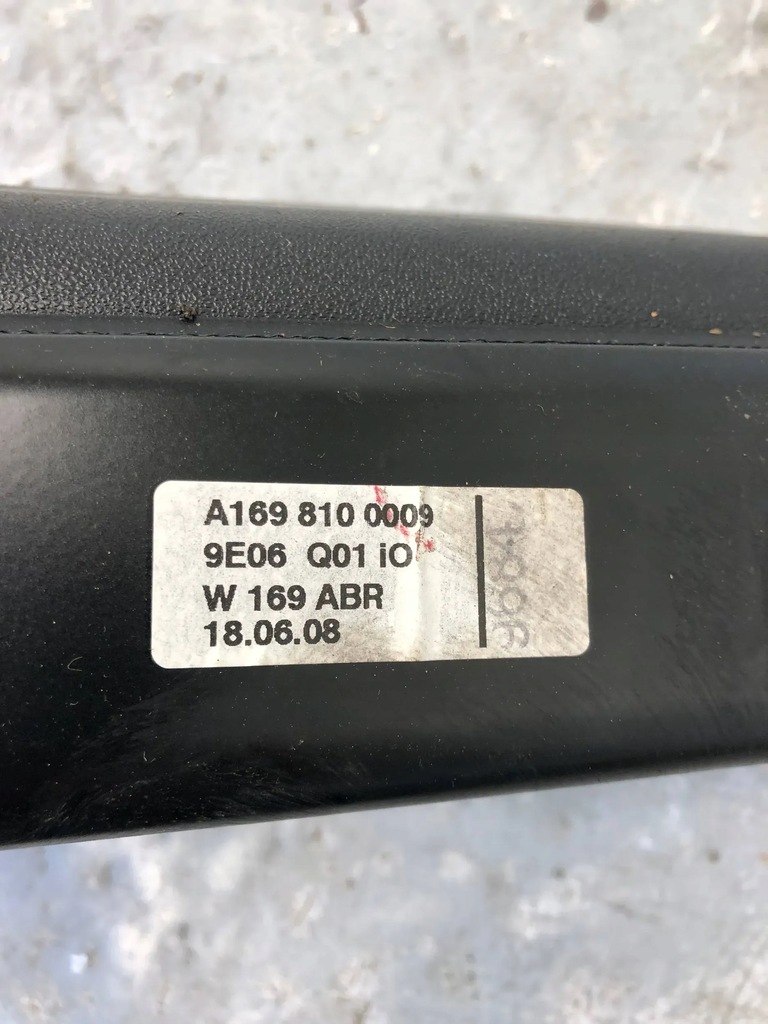 A169 810 0009
9E06 Q01 iO
W 169 ABR
18.06.08